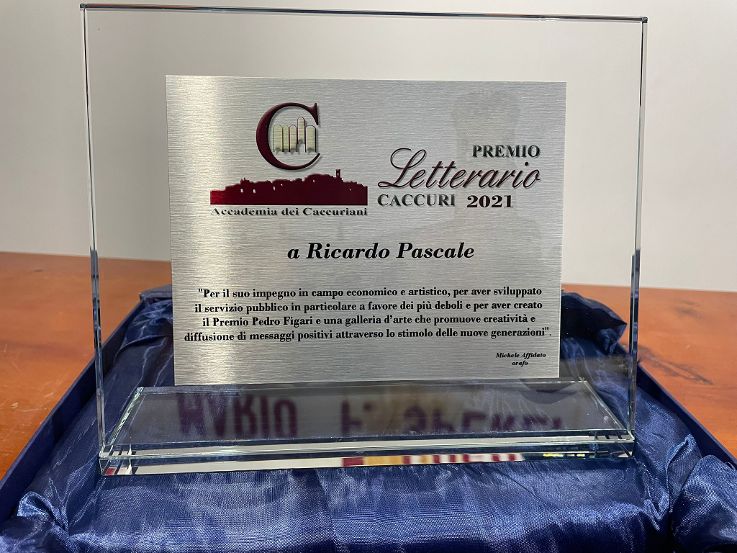 C
Accademia dei Caccuriani
PREMIO
Letterario
CACCURI 2021
a Ricardo Pascale
"Per il suo impegno in campo economico e artistico, per aver sviluppato
il servizio pubblico in particolare a favore dei più deboli e per aver creato
il Premio Pedro Figari e una galleria d'arte che promuove creatività e
diffusione di messaggi positivi attraverso lo stimolo delle nuove generazioni".
Michele Affidato
orafo